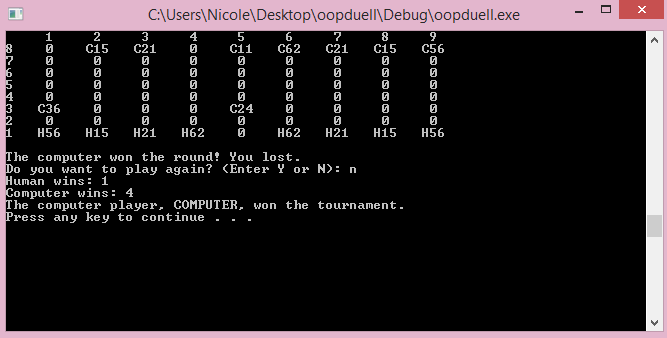 C:\Users\Nicole\Desktop\oopduell\Debug\oopduell.exe
1 2 3 4 5 6 7 8 9
8 0 C15 C21 0 C11 C62 C21 C15 C56
7 0 0 0 0 0 0 0 0 0
6 0 0 0 0 0 0 0 0 0
5 0 0 0 0 0 0 0 0 0
4 0 0 0 0 0 0 0 0 0
3 C36 0 0 0 C24 0 0 0 0
2 0 0 0 0 0 0 0 0 0
1 H56 H15 H21 H62 0 H62 H21 H15 H56
The computer won the round! You lost.
Do you want to play again? (Enter Y or N): n
Human wins: 1
Computer wins: 4
The computer player, COMPUTER, won the tournament.
Press any key to continue . . .